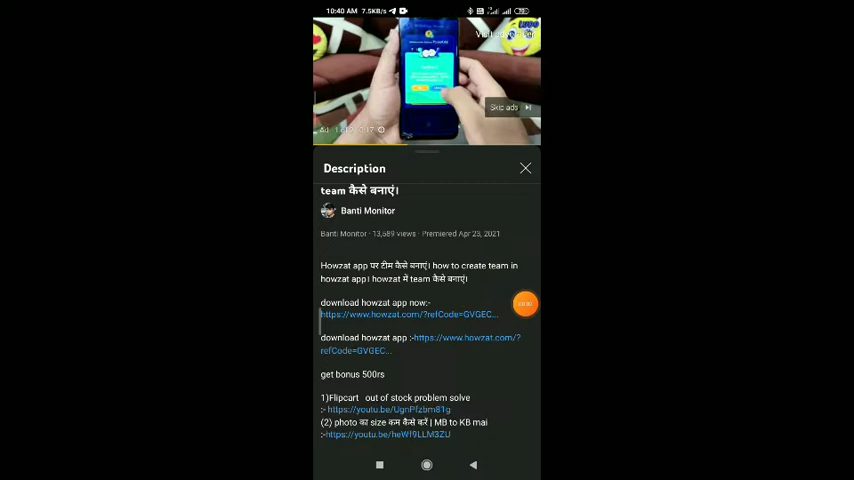 10:40 AM 7.5KB/s
Skip ads
Description
team कैसे बनाएं।
Banti Monitor
Banti Monitor · 13,589 views · Premiered Apr 23, 2021
Howzat app पर टीम कैसे बनाएं। how to create team in
howzat app। howzat में team कैसे बनाएं।
download howzat app now:-
https://www.howzat.com/?refCode=GVGEC...
download howzat app :-https://www.howzat.com/?
refCode=GVGEC...
get bonus 500rs
1)Flipcart out of stock problem solve
:- https://youtu.be/UgnPfzbm81g
(2) photo का size कम कैसे करें | MB to KB mai
:-https://youtu.be/heWf9LLM3ZU